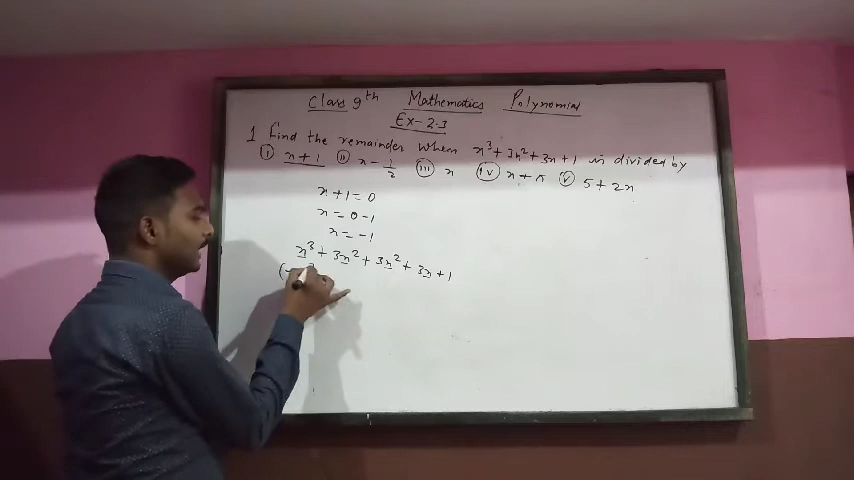 Class 9th Mathematics Polynomial
Ex-2.3
1 Find the remainder when x³+3x²+3x+1 is divided by
(i) x+1 (ii) x-1/2 (iii) x (iv) x+π (v) 5+2x
x+1=0
x=0-1
x=-1
x³+3x²+3x²+3x+1
(-